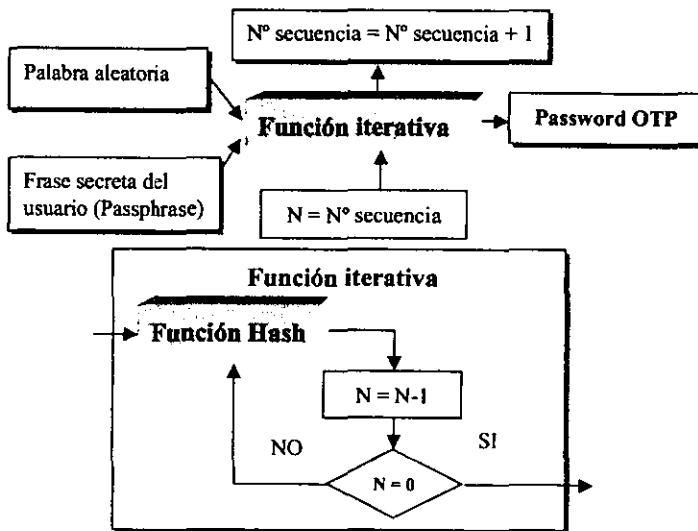 Nº secuencia = Nº secuencia + 1
Palabra aleatoria
Función iterativa
Password OTP
Frase secreta del
usuario (Passphrase)
N = Nº secuencia
Función iterativa
Función Hash
N = N-1
NO
SI
N = 0